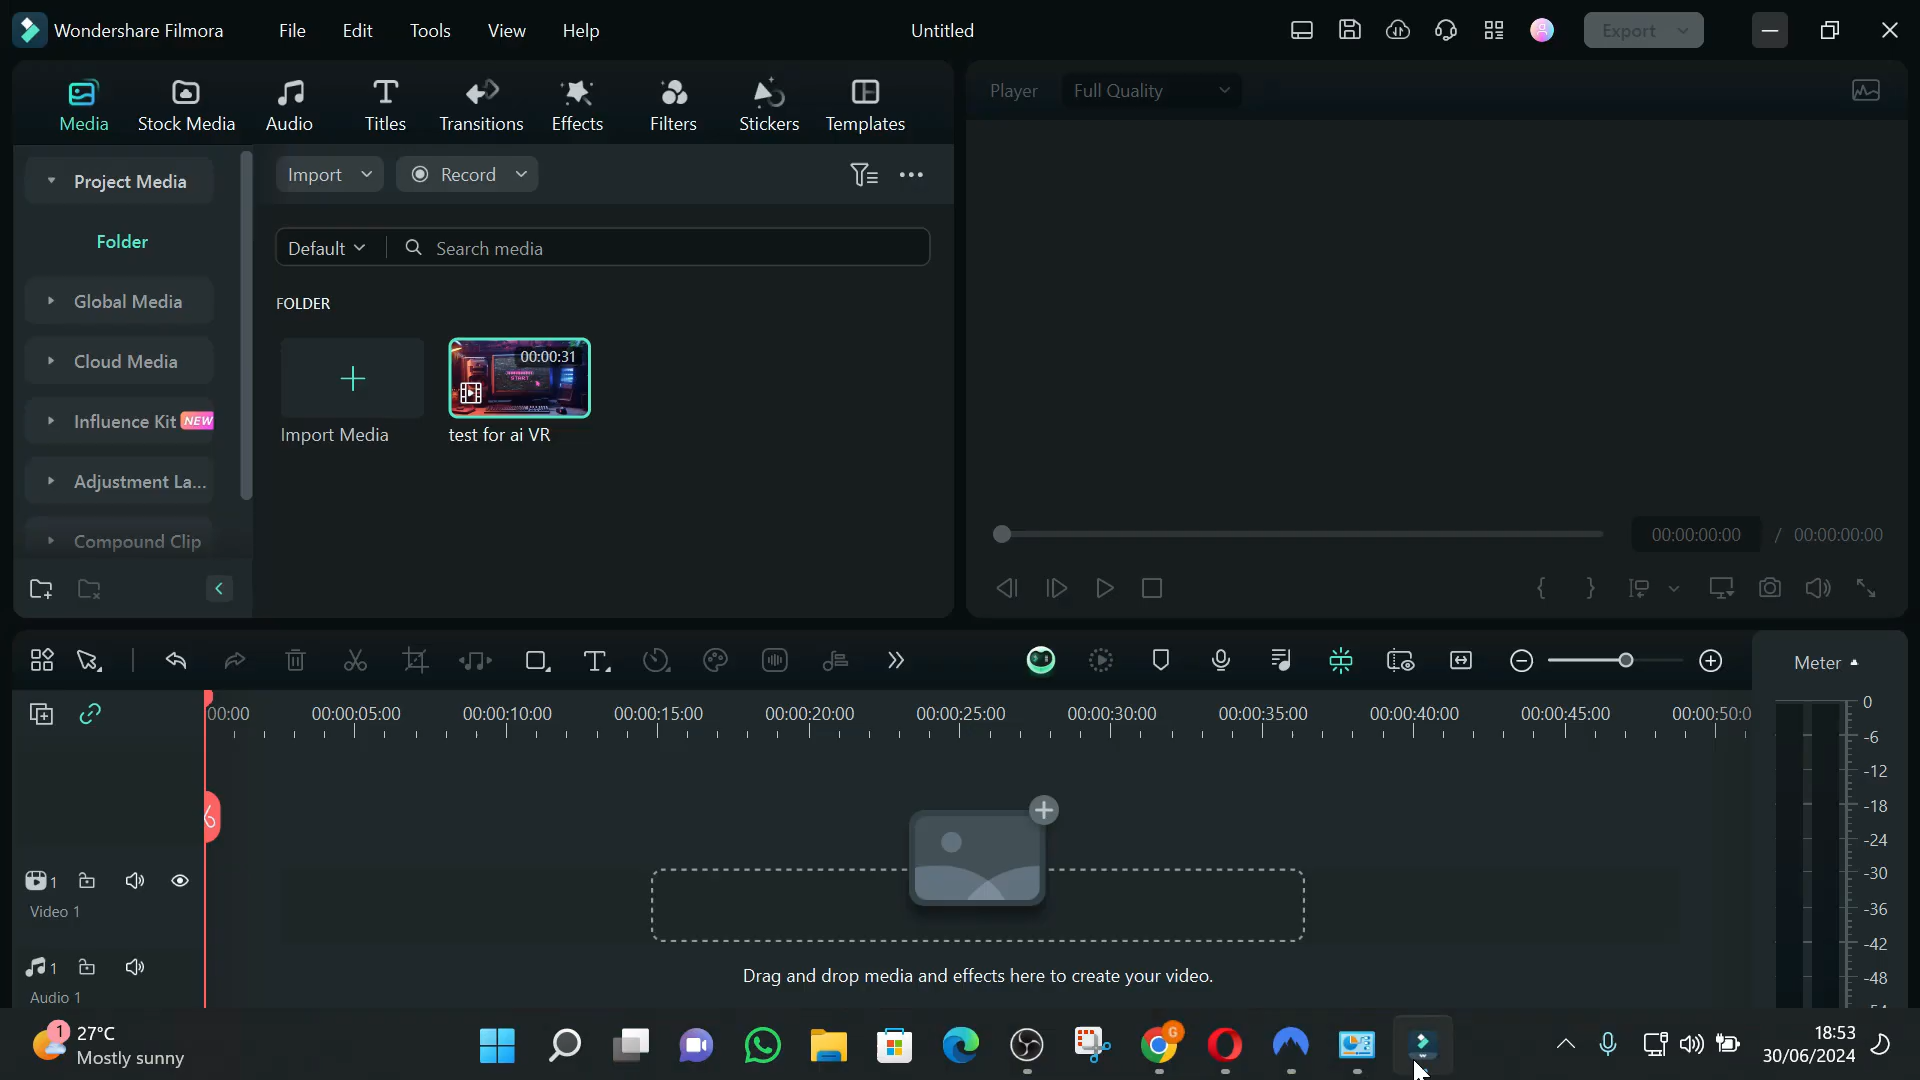 Wondershare Filmora File Edit Tools View Help Untitled Export
Media Stock Media Audio Titles Transitions Effects Filters Stickers Templates
Player Full Quality
Project Media
Folder
Global Media
Cloud Media
Influence Kit NEW
Adjustment La...
Compound Clip
Import Record
Default Search media
FOLDER
00:00:31
Import Media test for ai VR
00:00:00:00 / 00:00:00:00
Meter
00:00 00:00:05:00 00:00:10:00 00:00:15:00 00:00:20:00 00:00:25:00 00:00:30:00 00:00:35:00 00:00:40:00 00:00:45:00 00:00:50:0
0
-6
-12
-18
-24
-30
-36
-42
-48
1
Video 1
1
Audio 1
Drag and drop media and effects here to create your video.
1 27°C
Mostly sunny
G
18:53
30/06/2024